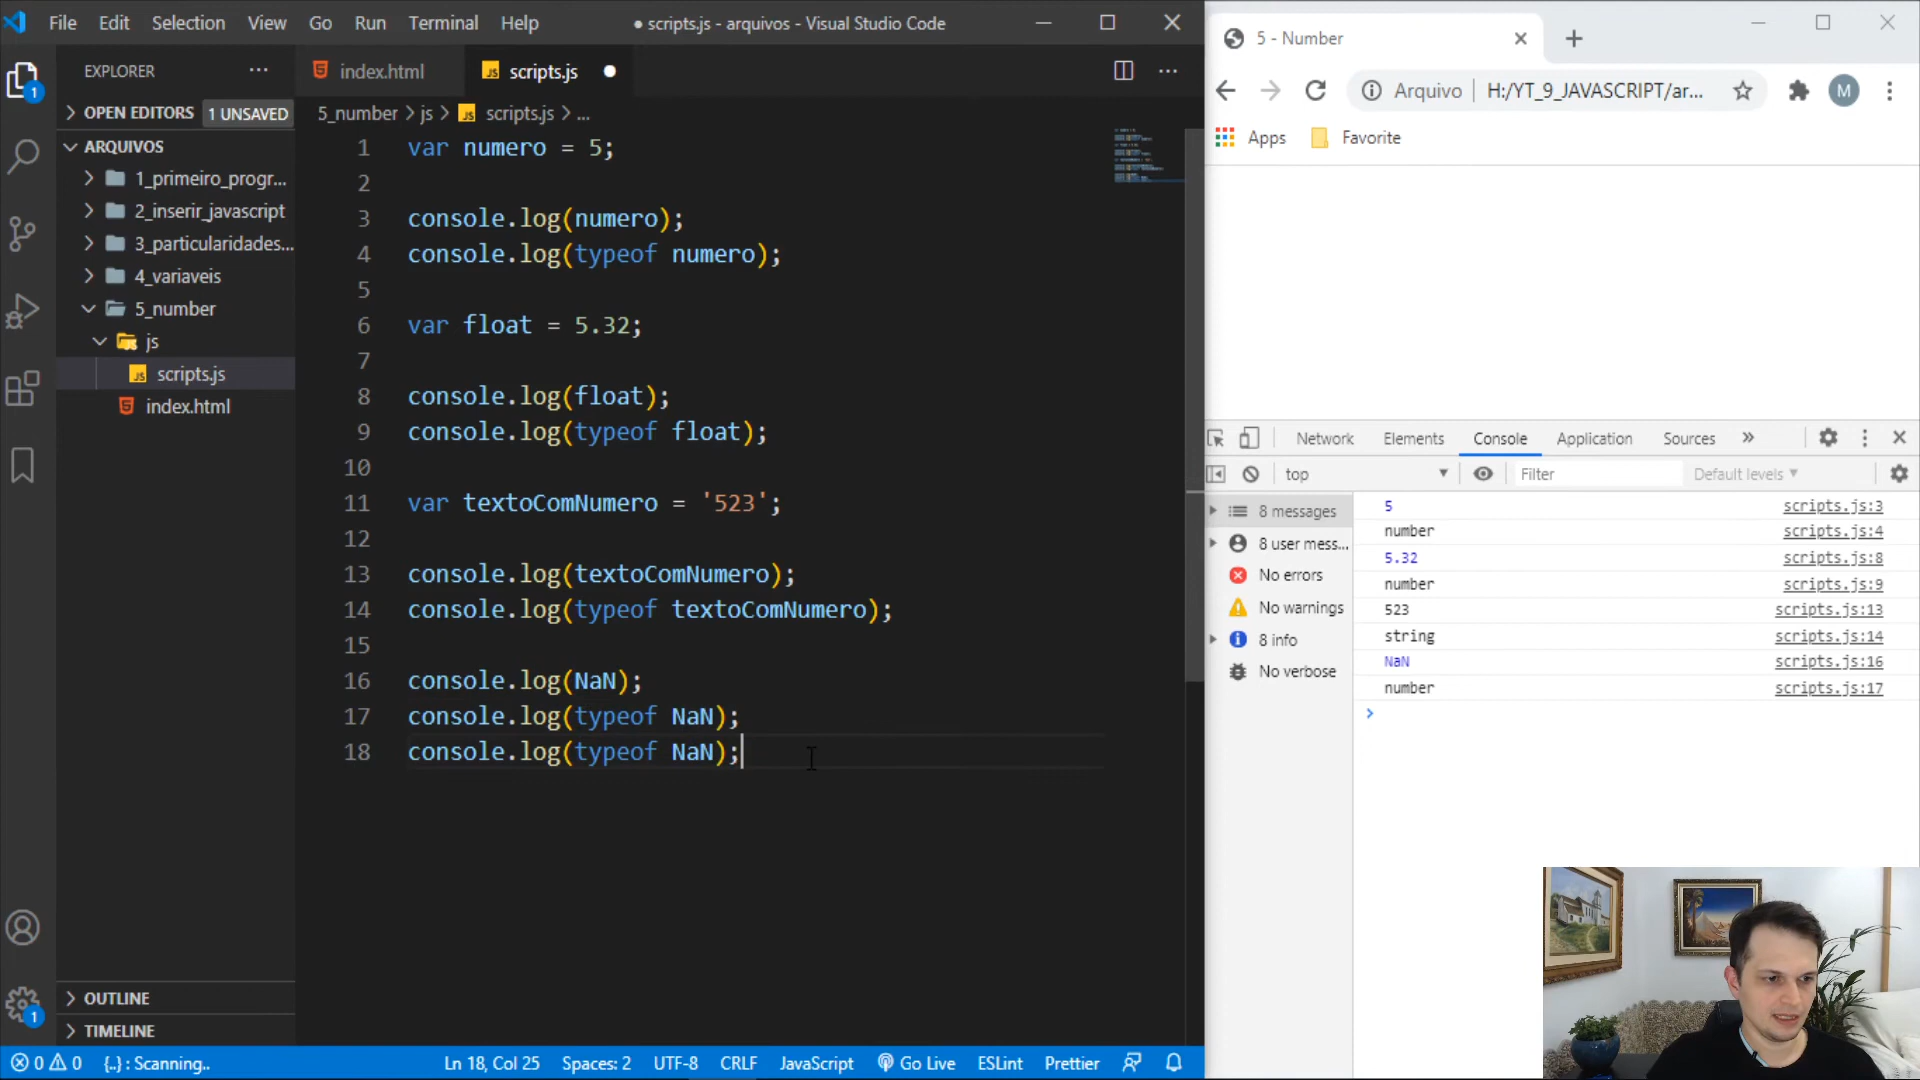 File Edit Selection View Go Run Terminal Help
● scripts.js - arquivos - Visual Studio Code
EXPLORER
OPEN EDITORS 1 UNSAVED
ARQUIVOS
1_primeiro_progr...
2_inserir_javascript
3_particularidades...
4_variaveis
5_number
js
JS scripts.js
index.html
OUTLINE
TIMELINE
index.html JS scripts.js
5_number > js > JS scripts.js > ...
1 var numero = 5;
2
3 console.log(numero);
4 console.log(typeof numero);
5
6 var float = 5.32;
7
8 console.log(float);
9 console.log(typeof float);
10
11 var textoComNumero = '523';
12
13 console.log(textoComNumero);
14 console.log(typeof textoComNumero);
15
16 console.log(NaN);
17 console.log(typeof NaN);
18 console.log(typeof NaN);
0 0 {..} : Scanning.. Ln 18, Col 25 Spaces: 2 UTF-8 CRLF JavaScript Go Live ESLint Prettier
1
1
5 - Number
Arquivo | H:/YT_9_JAVASCRIPT/ar... M
Apps Favorite
Network Elements Console Application Sources »
top Filter Default levels
8 messages
8 user mess...
No errors
No warnings
8 info
No verbose
5 scripts.js:3
number scripts.js:4
5.32 scripts.js:8
number scripts.js:9
523 scripts.js:13
string scripts.js:14
NaN scripts.js:16
number scripts.js:17